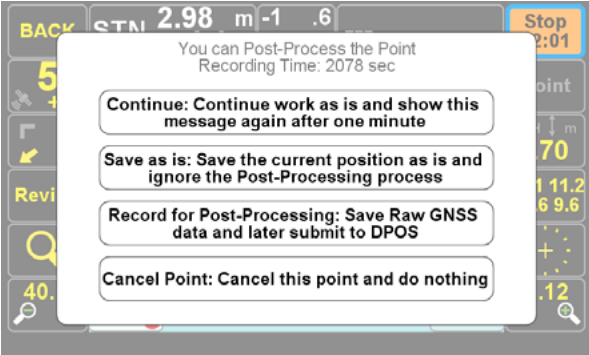 BACK
STN 2.98 m -1 .6
Stop
2:01
You can Post-Process the Point
Recording Time: 2078 sec
5
+
oint
Continue: Continue work as is and show this
message again after one minute
H m
.70
Save as is: Save the current position as is and
ignore the Post-Processing process
Revi
1 11.2
.6 9.6
Record for Post-Processing: Save Raw GNSS
data and later submit to DPOS
Cancel Point: Cancel this point and do nothing
40.
.12